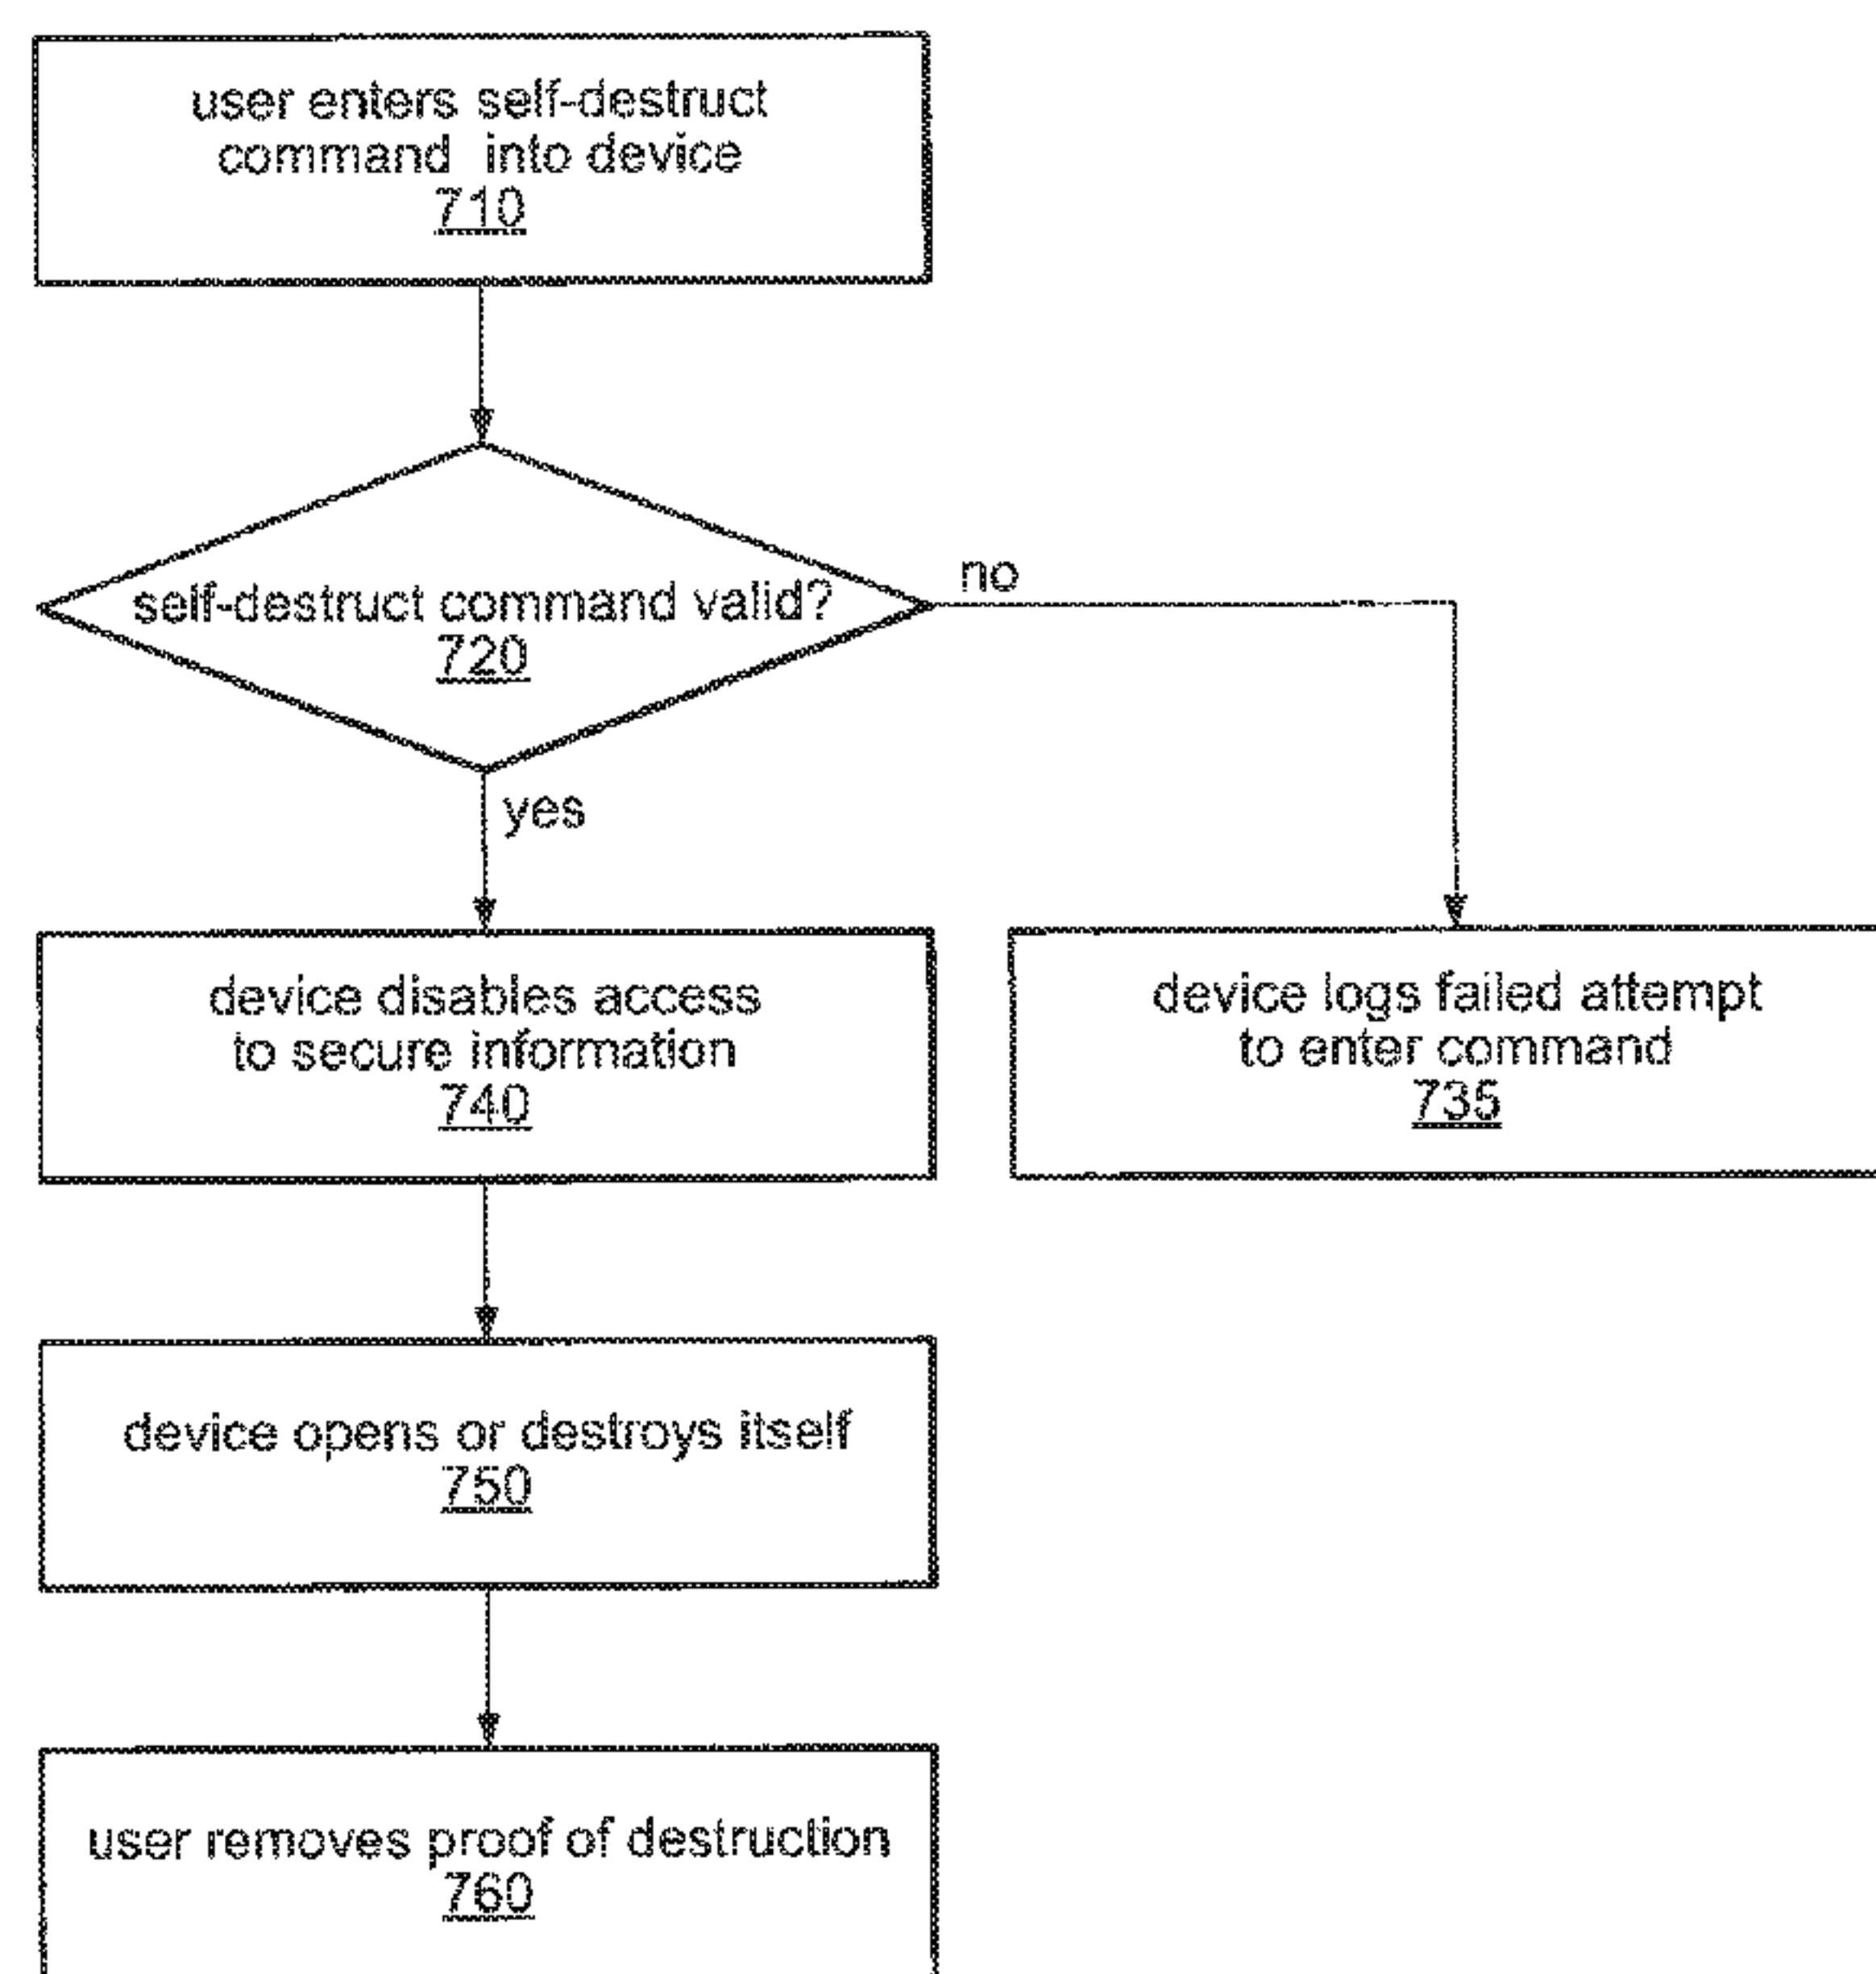 user enters self-destruct
command into device
710
self-destruct command valid?
720
no
yes
device disables access
to secure information
740
device logs failed attempt
to enter command
735
device opens or destroys itself
750
user removes proof of destruction
760